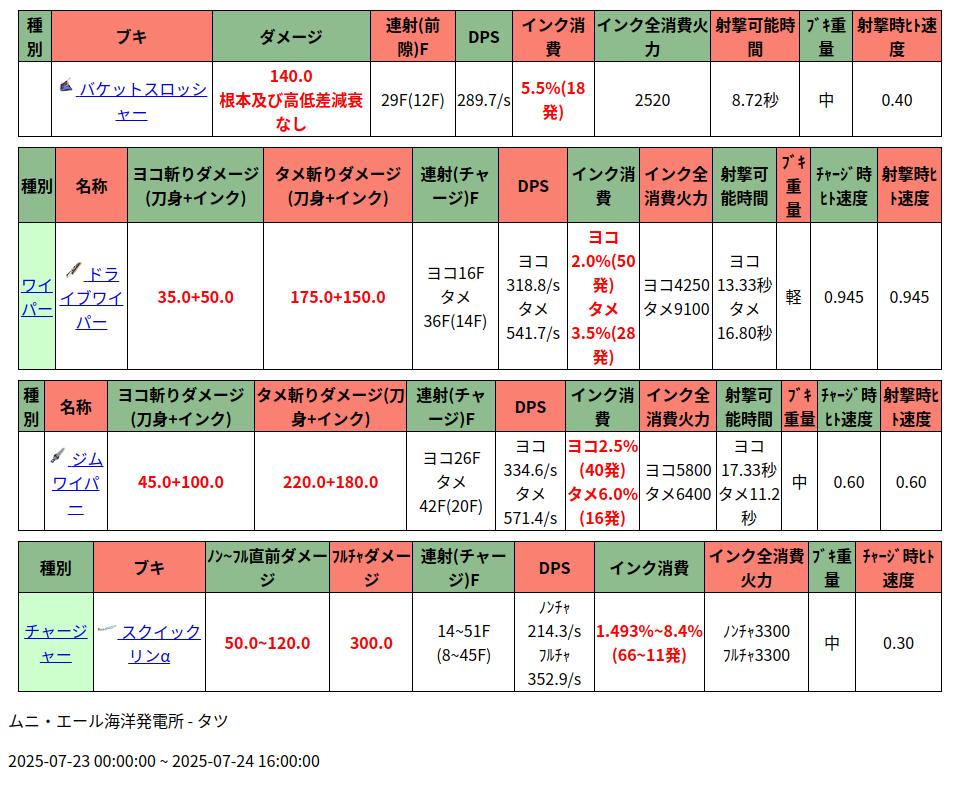 種別 ブキ ダメージ 連射(前隙)F DPS インク消費 インク全消費火力 射撃可能時間 ﾌﾞｷ重量 射撃時ﾋﾄ速度
バケットスロッシャー 140.0 根本及び高低差減衰なし 29F(12F) 289.7/s 5.5%(18発) 2520 8.72秒 中 0.40
種別 名称 ヨコ斬りダメージ(刀身+インク) タメ斬りダメージ(刀身+インク) 連射(チャージ)F DPS インク消費 インク全消費火力 射撃可能時間 ﾌﾞｷ重量 ﾁｬｰｼﾞ時ﾋﾄ速度 射撃時ﾋﾄ速度
ワイパー ドライブワイパー 35.0+50.0 175.0+150.0 ヨコ16F タメ36F(14F) ヨコ318.8/s タメ541.7/s ヨコ2.0%(50発) タメ3.5%(28発) ヨコ4250 タメ9100 ヨコ13.33秒 タメ16.80秒 軽 0.945 0.945
種別 名称 ヨコ斬りダメージ(刀身+インク) タメ斬りダメージ(刀身+インク) 連射(チャージ)F DPS インク消費 インク全消費火力 射撃可能時間 ﾌﾞｷ重量 ﾁｬｰｼﾞ時ﾋﾄ速度 射撃時ﾋﾄ速度
ジムワイパー 45.0+100.0 220.0+180.0 ヨコ26F タメ42F(20F) ヨコ334.6/s タメ571.4/s ヨコ2.5%(40発) タメ6.0%(16発) ヨコ5800 タメ6400 ヨコ17.33秒 タメ11.2秒 中 0.60 0.60
種別 ブキ ﾉﾝ~ﾌﾙ直前ダメージ ﾌﾙﾁｬダメージ 連射(チャージ)F DPS インク消費 インク全消費火力 ﾌﾞｷ重量 ﾁｬｰｼﾞ時ﾋﾄ速度
チャージャー スクイックリンα 50.0~120.0 300.0 14~51F(8~45F) ﾉﾝﾁｬ214.3/s ﾌﾙﾁｬ352.9/s 1.493%~8.4%(66~11発) ﾉﾝﾁｬ3300 ﾌﾙﾁｬ3300 中 0.30
ムニ・エール海洋発電所 - タツ
2025-07-23 00:00:00 ~ 2025-07-24 16:00:00